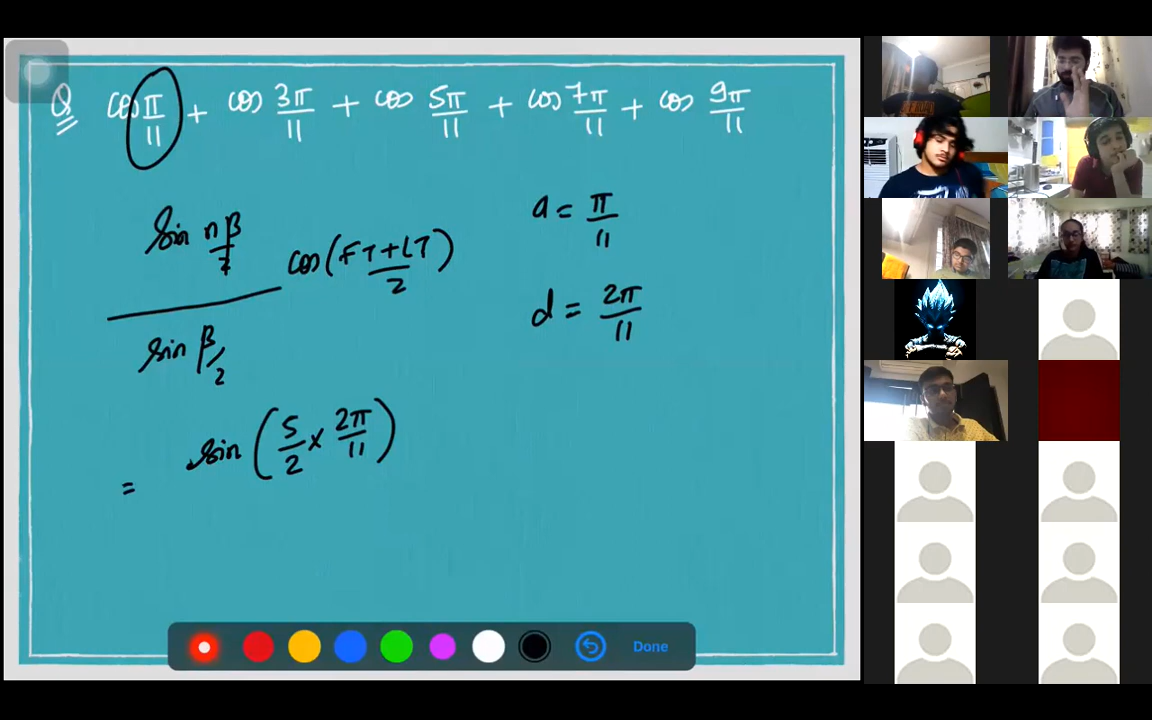 Q cos π/11 + cos 3π/11 + cos 5π/11 + cos 7π/11 + cos 9π/11
sin nβ/2 cos(FT+LT/2)
sin β/2
a = π/11
d = 2π/11
= sin (5/2 × 2π/11)
Done